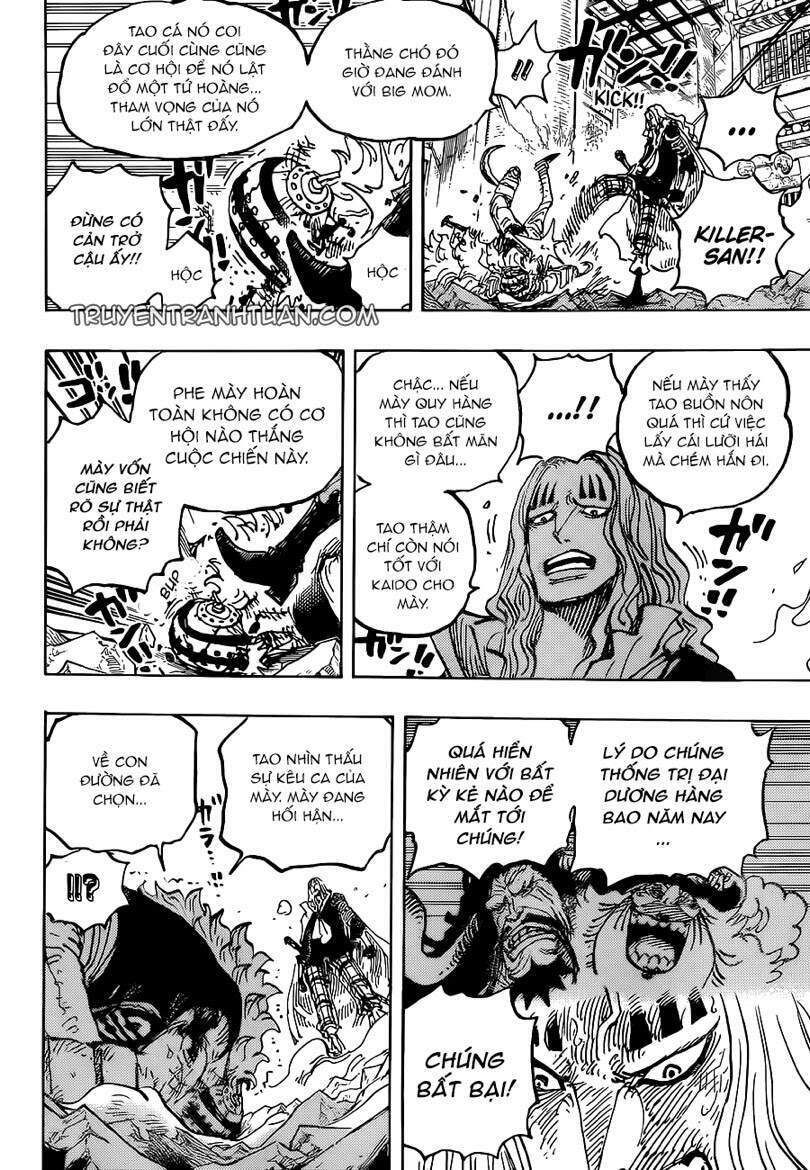 ...
KILLER-
SAN!!
KICK!!
!!
THẰNG CHÓ ĐÓ
GIỜ ĐANG ĐÁNH
VỚI BIG MOM.
TAO CÁ NÓ COI
ĐÂY CUỐI CÙNG CŨNG
LÀ CƠ HỘI ĐỂ NÓ LẬT
ĐỔ MỘT TỨ HOÀNG...
THAM VỌNG CỦA NÓ
LỚN THẬT ĐẤY.
ĐỪNG CÓ
CẢN TRỞ
CẬU ẤY!!
HỘC
HỘC
TRUYENTRANHTUAN.COM
NẾU MÀY THẤY
TAO BUỒN NÔN
QUÁ THÌ CỨ VIỆC
LẤY CÁI LƯỠI HÁI
MÀ CHÉM HẮN ĐI.
...!!
CHẬC... NẾU
MÀY QUY HÀNG
THÌ TAO CŨNG
KHÔNG BẤT MÃN
GÌ ĐÂU...
TAO THẬM
CHÍ CÒN NÓI
TỐT VỚI
KAIDO CHO
MÀY.
PHE MÀY HOÀN
TOÀN KHÔNG CÓ CƠ
HỘI NÀO THẮNG
CUỘC CHIẾN NÀY.
MÀY VỐN
CŨNG BIẾT
RÕ SỰ THẬT
RỒI PHẢI
KHÔNG?
BỤP
LÝ DO CHÚNG
THỐNG TRỊ ĐẠI
DƯƠNG HÀNG
BAO NĂM NAY
...
QUÁ HIỂN
NHIÊN VỚI BẤT
KỲ KẺ NÀO ĐỂ
MẮT TỚI
CHÚNG!
CHÚNG
BẤT BẠI!
TAO NHÌN THẤU
SỰ KÊU CA CỦA
MÀY. MÀY ĐANG
HỐI HẬN...
VỀ CON
ĐƯỜNG ĐÃ
CHỌN...
!!?